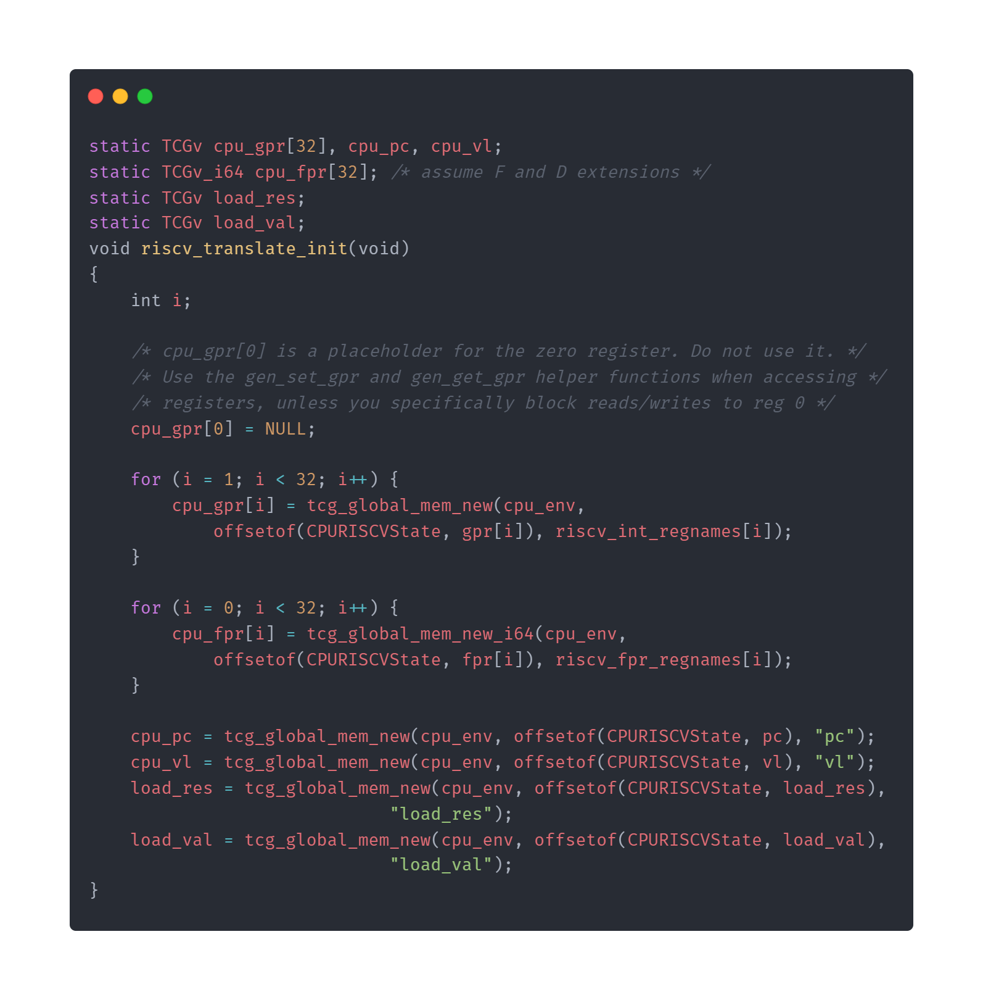 static TCGv cpu_gpr[32], cpu_pc, cpu_vl;
static TCGv_i64 cpu_fpr[32]; /* assume F and D extensions */
static TCGv load_res;
static TCGv load_val;
void riscv_translate_init(void)
{
    int i;

    /* cpu_gpr[0] is a placeholder for the zero register. Do not use it. */
    /* Use the gen_set_gpr and gen_get_gpr helper functions when accessing */
    /* registers, unless you specifically block reads/writes to reg 0 */
    cpu_gpr[0] = NULL;

    for (i = 1; i < 32; i++) {
        cpu_gpr[i] = tcg_global_mem_new(cpu_env,
            offsetof(CPURISCVState, gpr[i]), riscv_int_regnames[i]);
    }

    for (i = 0; i < 32; i++) {
        cpu_fpr[i] = tcg_global_mem_new_i64(cpu_env,
            offsetof(CPURISCVState, fpr[i]), riscv_fpr_regnames[i]);
    }

    cpu_pc = tcg_global_mem_new(cpu_env, offsetof(CPURISCVState, pc), "pc");
    cpu_vl = tcg_global_mem_new(cpu_env, offsetof(CPURISCVState, vl), "vl");
    load_res = tcg_global_mem_new(cpu_env, offsetof(CPURISCVState, load_res),
                             "load_res");
    load_val = tcg_global_mem_new(cpu_env, offsetof(CPURISCVState, load_val),
                             "load_val");
}